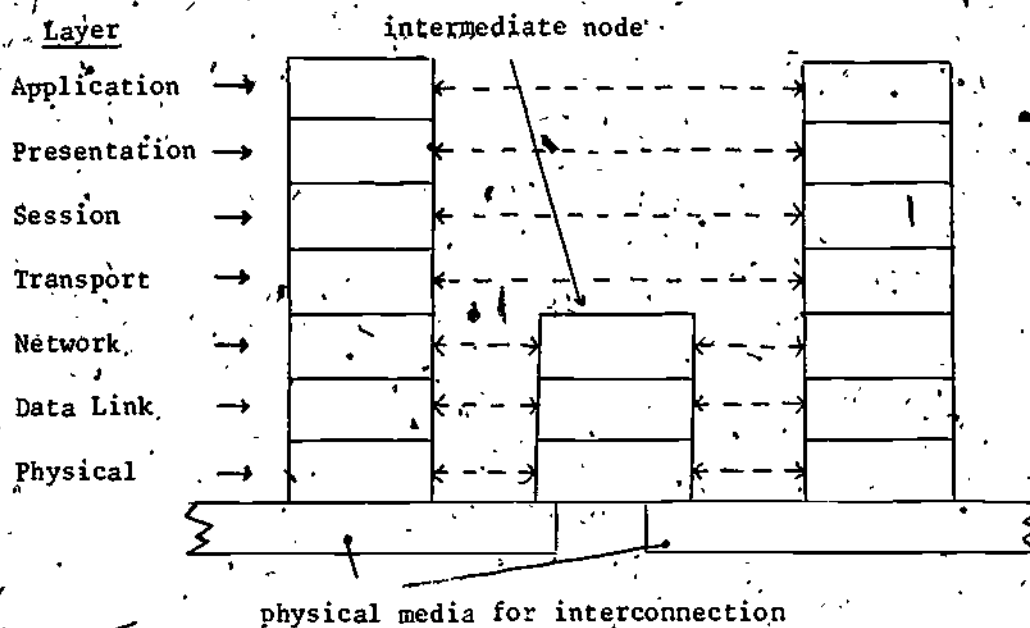 Layer
intermediate node
Application
Presentation
Session
Transport
Network
Data Link
Physical
physical media for interconnection